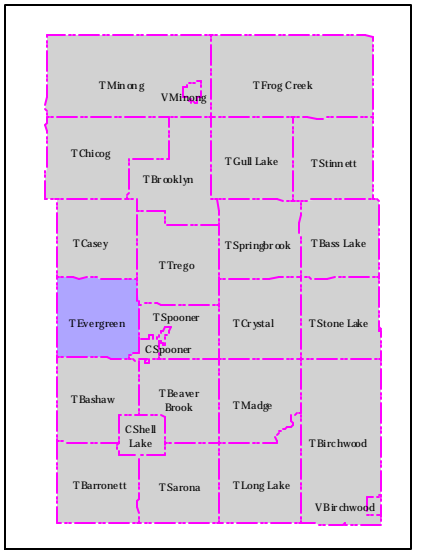 T Minong
T Frog Creek
V Minong
T Chicog
T Gull Lake
T Stinnett
T Brooklyn
T Casey
T Springbrook
T Bass Lake
T Trego
T Spooner
T Evergreen
T Crystal
T Stone Lake
C Spooner
T Bashaw
T Beaver
Brook
T Madge
C Shell
Lake
T Birchwood
T Barronett
T Sarona
T Long Lake
V Birchwood